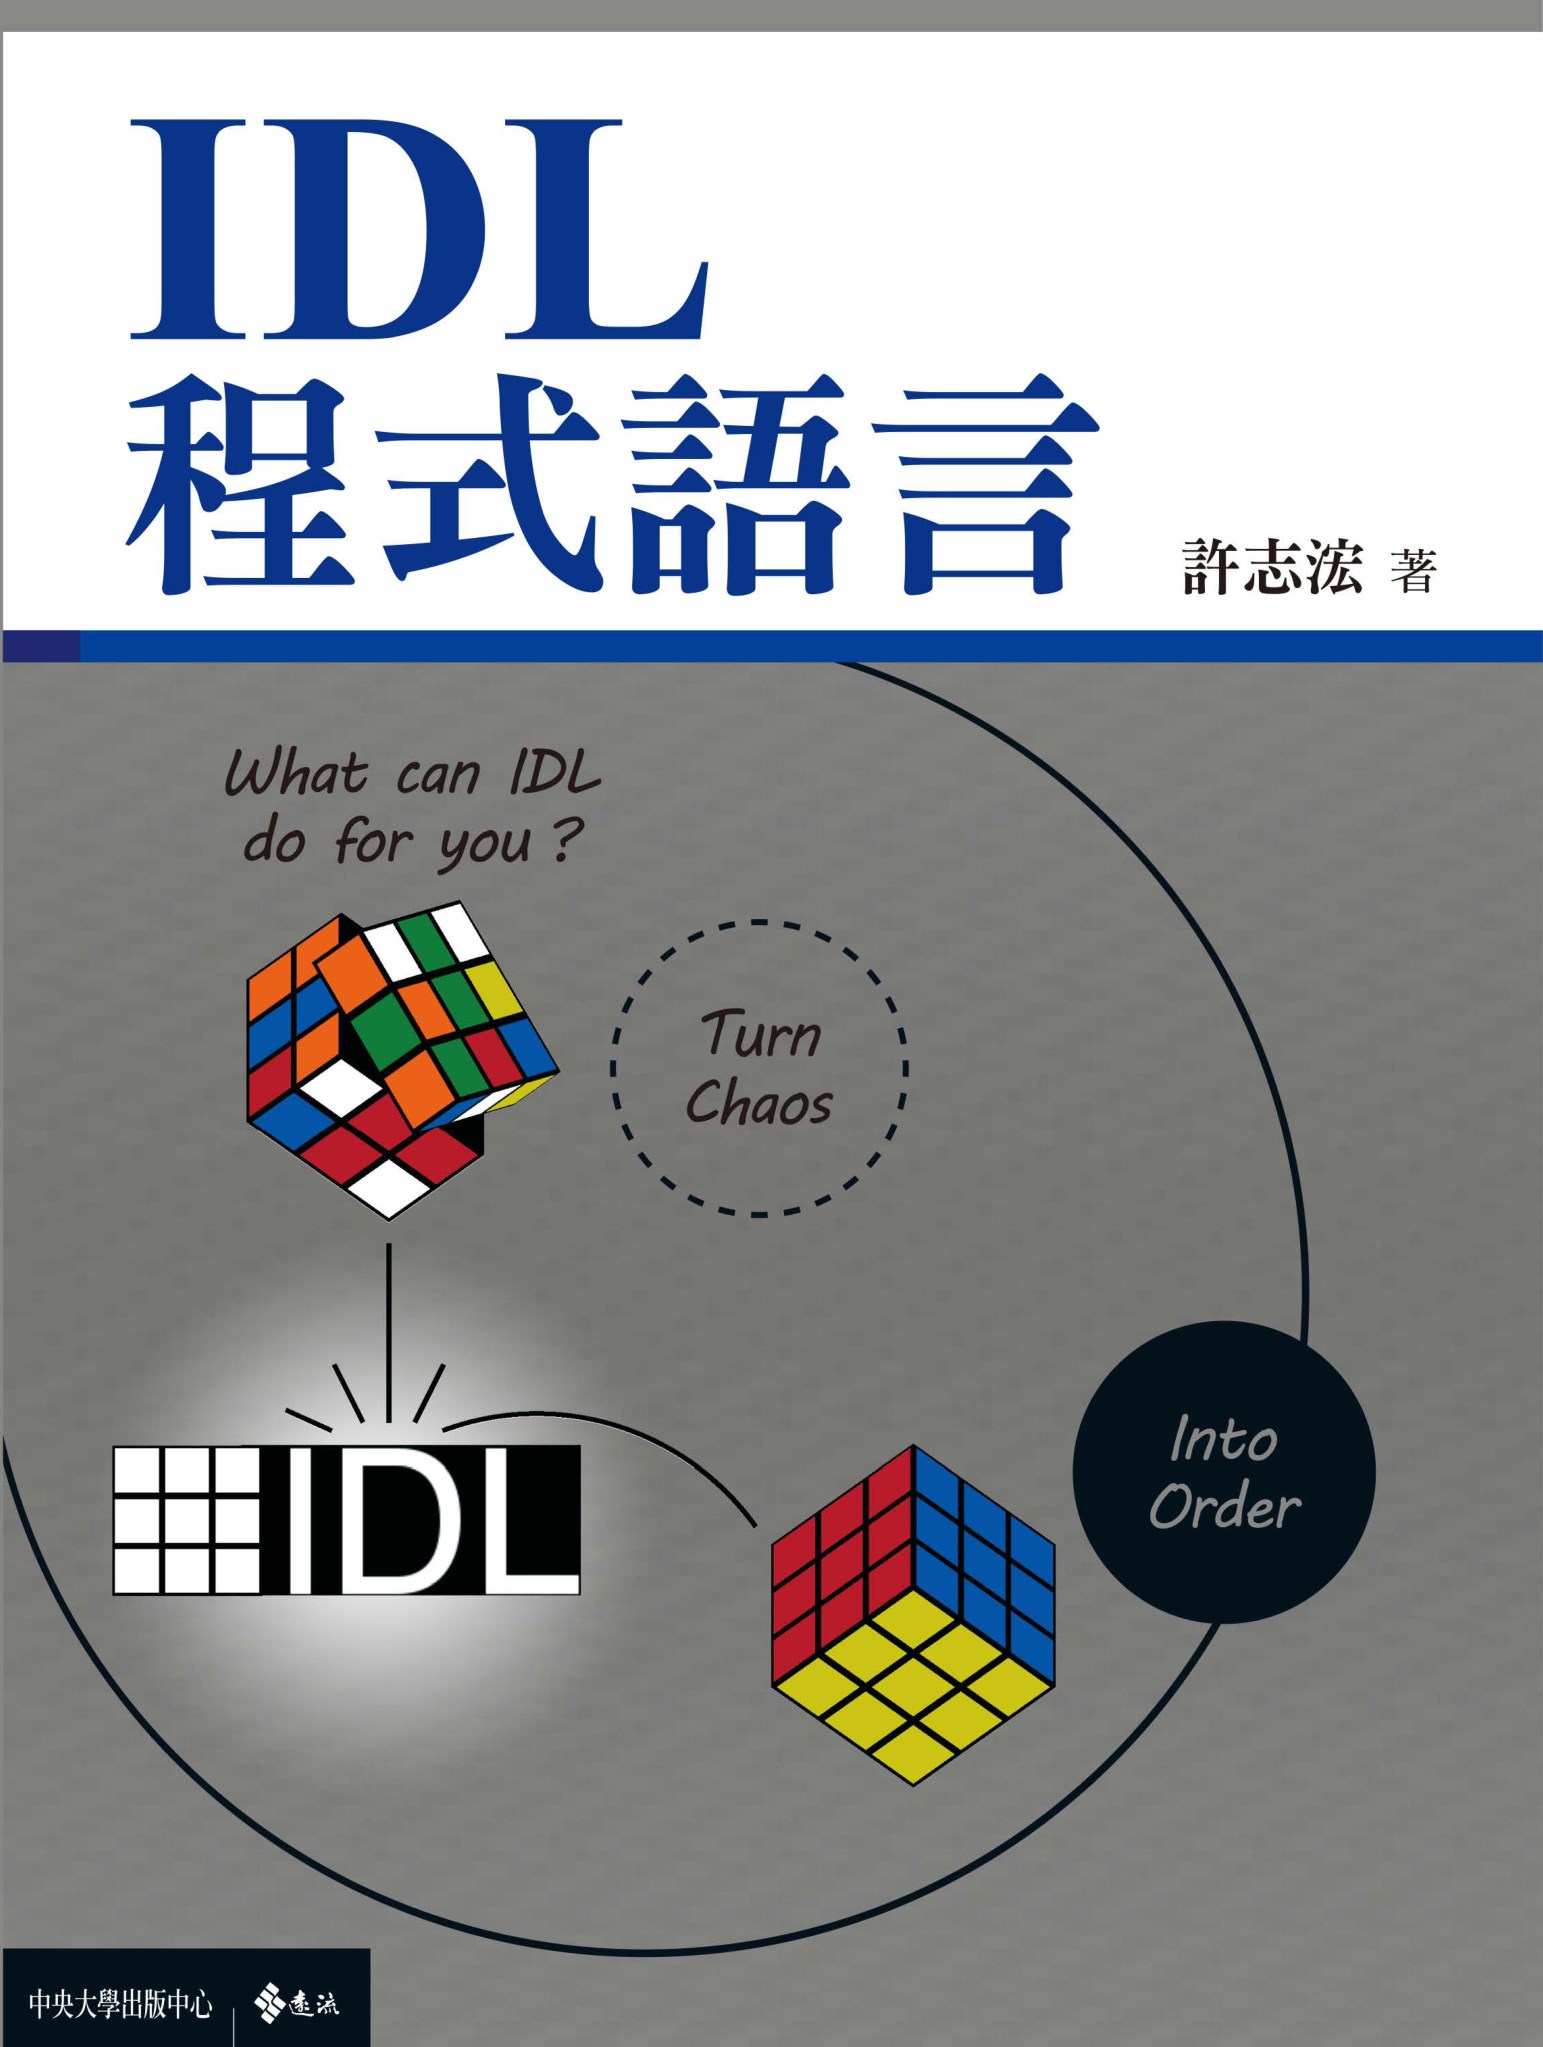 IDL
程式語言
許志浤 著
What can IDL
do for you?
Turn
Chaos
IDL
Into
Order
中央大學出版中心
遠流